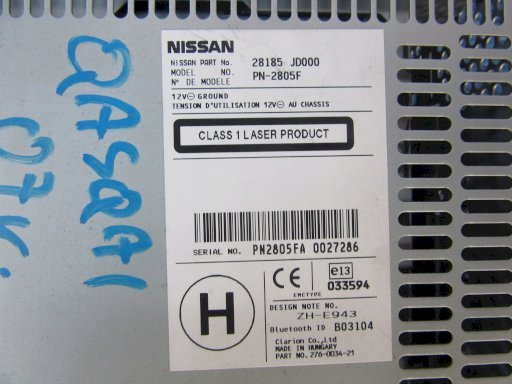 NISSAN
NISSAN PART No. 28185 JD000
MODEL NO. PN-2805F
N° DE MODELE
12V⊖ GROUND
TENSION D'UTILISATION 12V⊖ AU CHASSIS
CLASS 1 LASER PRODUCT
SERIAL NO. PN2805FA 0027286
H
CE
e13
033594
EMCTYPE
DESIGN NOTE NO.
ZH-E943
Bluetooth ID B03104
Clarion Co.,Ltd
MADE IN HUNGARY
PART NO. 276-0034-21
QASQAI
07r.